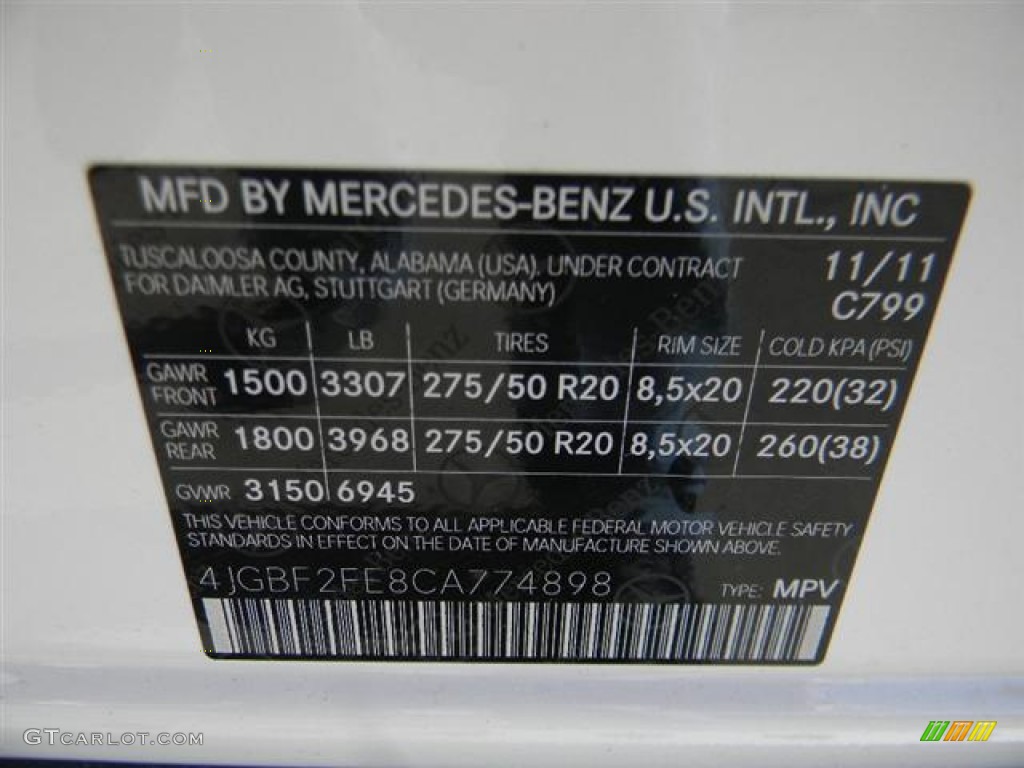 MFD BY MERCEDES-BENZ U.S. INTL., INC
TUSCALOOSA COUNTY, ALABAMA (USA). UNDER CONTRACT 11/11
FOR DAIMLER AG, STUTTGART (GERMANY) C799
KG LB TIRES RIM SIZE COLD KPA (PSI)
GAWR FRONT 1500 3307 275/50 R20 8,5x20 220(32)
GAWR REAR 1800 3968 275/50 R20 8,5x20 260(38)
GVWR 3150 6945
THIS VEHICLE CONFORMS TO ALL APPLICABLE FEDERAL MOTOR VEHICLE SAFETY
STANDARDS IN EFFECT ON THE DATE OF MANUFACTURE SHOWN ABOVE.
4JGBF2FE8CA774898 TYPE: MPV
GTCARLOT.COM